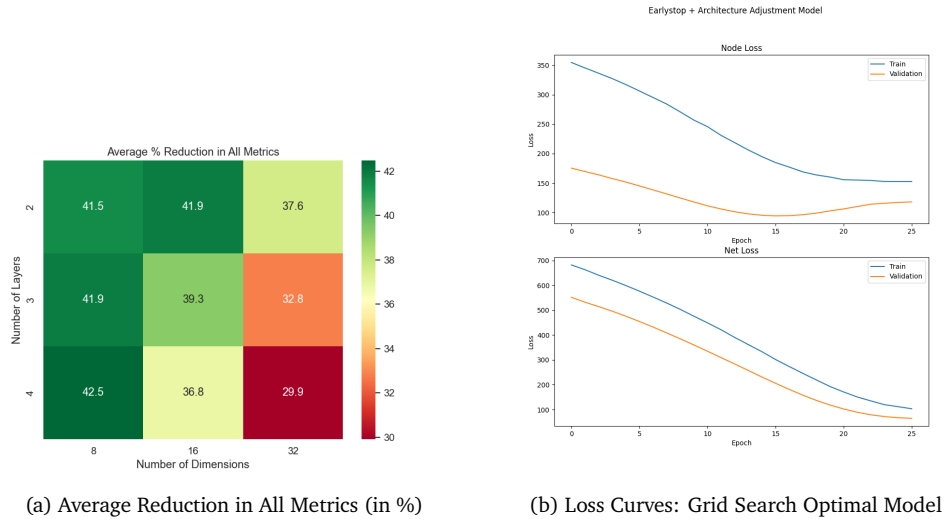 Average % Reduction in All Metrics
Number of Layers
2
3
4
41.5 41.9 37.6
41.9 39.3 32.8
42.5 36.8 29.9
8 16 32
Number of Dimensions
42
40
38
36
34
32
30
(a) Average Reduction in All Metrics (in %)
Earlystop + Architecture Adjustment Model
Node Loss
Train
Validation
Loss
350
300
250
200
150
100
0 5 10 15 20 25
Epoch
Net Loss
Train
Validation
Loss
700
600
500
400
300
200
100
0 5 10 15 20 25
Epoch
(b) Loss Curves: Grid Search Optimal Model